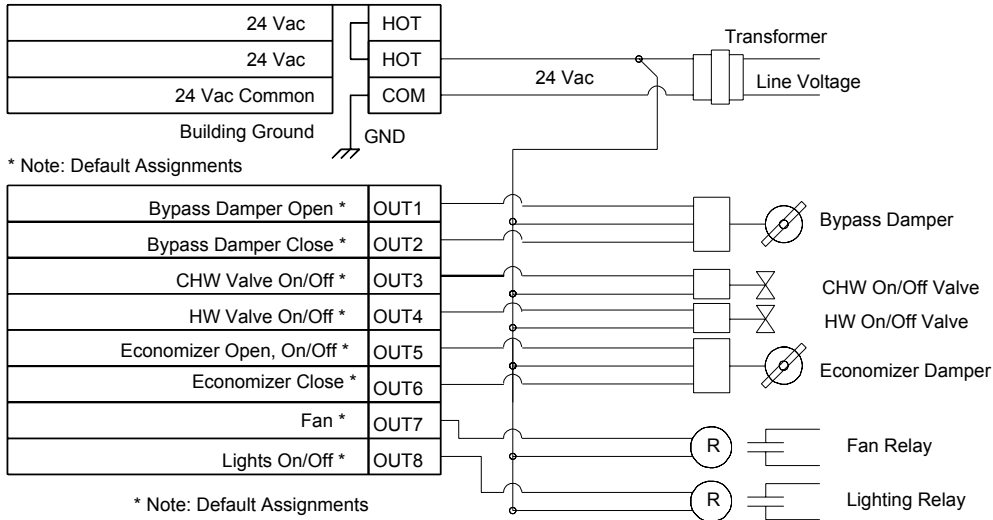 24 Vac HOT
Transformer
24 Vac HOT
24 Vac
Line Voltage
24 Vac Common COM
Building Ground GND
* Note: Default Assignments
Bypass Damper Open * OUT1
Bypass Damper
Bypass Damper Close * OUT2
CHW Valve On/Off * OUT3
CHW On/Off Valve
HW Valve On/Off * OUT4
HW On/Off Valve
Economizer Open, On/Off * OUT5
Economizer Damper
Economizer Close * OUT6
Fan * OUT7
R Fan Relay
Lights On/Off * OUT8
R Lighting Relay
* Note: Default Assignments